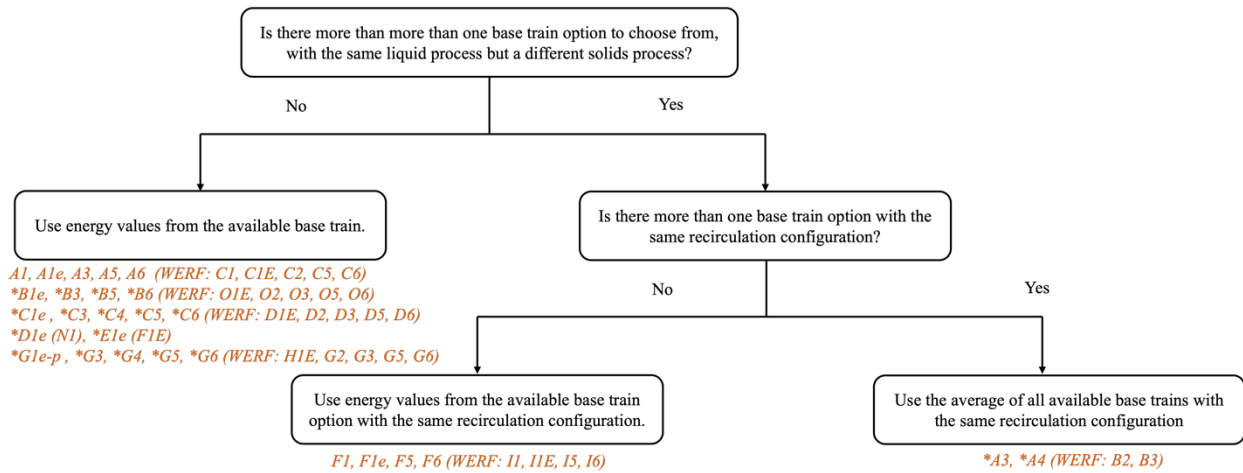 Is there more than more than one base train option to choose from,
with the same liquid process but a different solids process?
No
Yes
Use energy values from the available base train.
A1, A1e, A3, A5, A6 (WERF: C1, C1E, C2, C5, C6)
*B1e, *B3, *B5, *B6 (WERF: O1E, O2, O3, O5, O6)
*C1e , *C3, *C4, *C5, *C6 (WERF: D1E, D2, D3, D5, D6)
*D1e (N1), *E1e (F1E)
*G1e-p , *G3, *G4, *G5, *G6 (WERF: H1E, G2, G3, G5, G6)
Is there more than one base train option with the
same recirculation configuration?
No
Yes
Use energy values from the available base train
option with the same recirculation configuration.
F1, F1e, F5, F6 (WERF: I1, I1E, I5, I6)
Use the average of all available base trains with
the same recirculation configuration
*A3, *A4 (WERF: B2, B3)